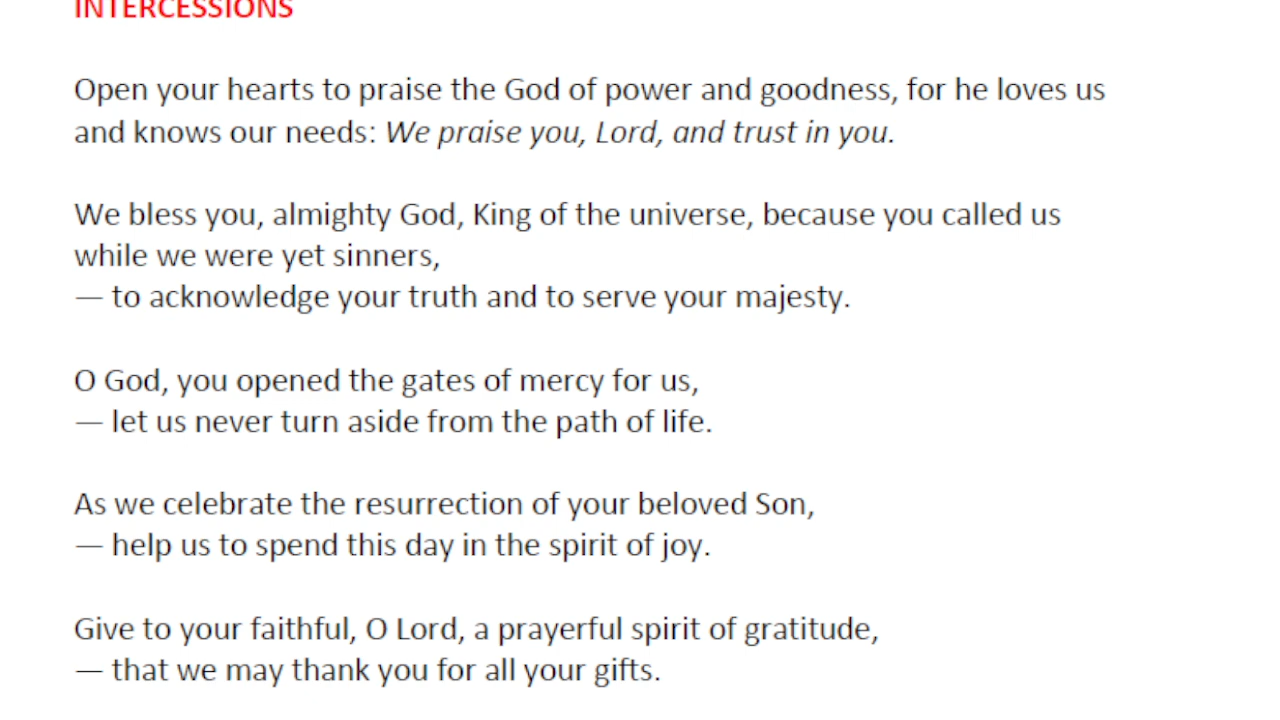 INTERCESSIONS
Open your hearts to praise the God of power and goodness, for he loves us
and knows our needs: We praise you, Lord, and trust in you.
We bless you, almighty God, King of the universe, because you called us
while we were yet sinners,
— to acknowledge your truth and to serve your majesty.
O God, you opened the gates of mercy for us,
— let us never turn aside from the path of life.
As we celebrate the resurrection of your beloved Son,
— help us to spend this day in the spirit of joy.
Give to your faithful, O Lord, a prayerful spirit of gratitude,
— that we may thank you for all your gifts.